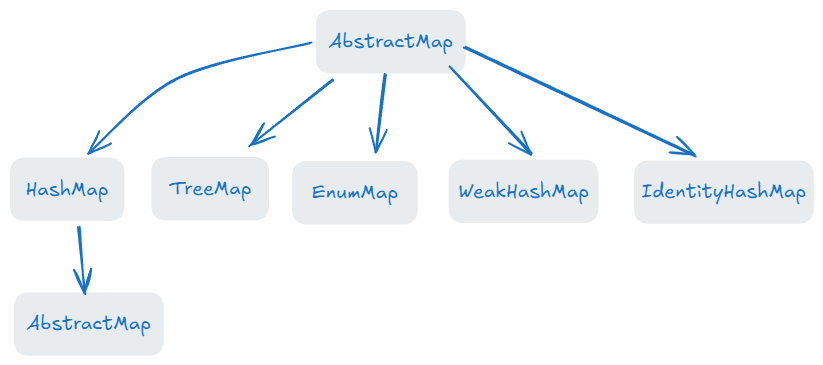 AbstractMap
HashMap
TreeMap
EnumMap
WeakHashMap
IdentityHashMap
AbstractMap